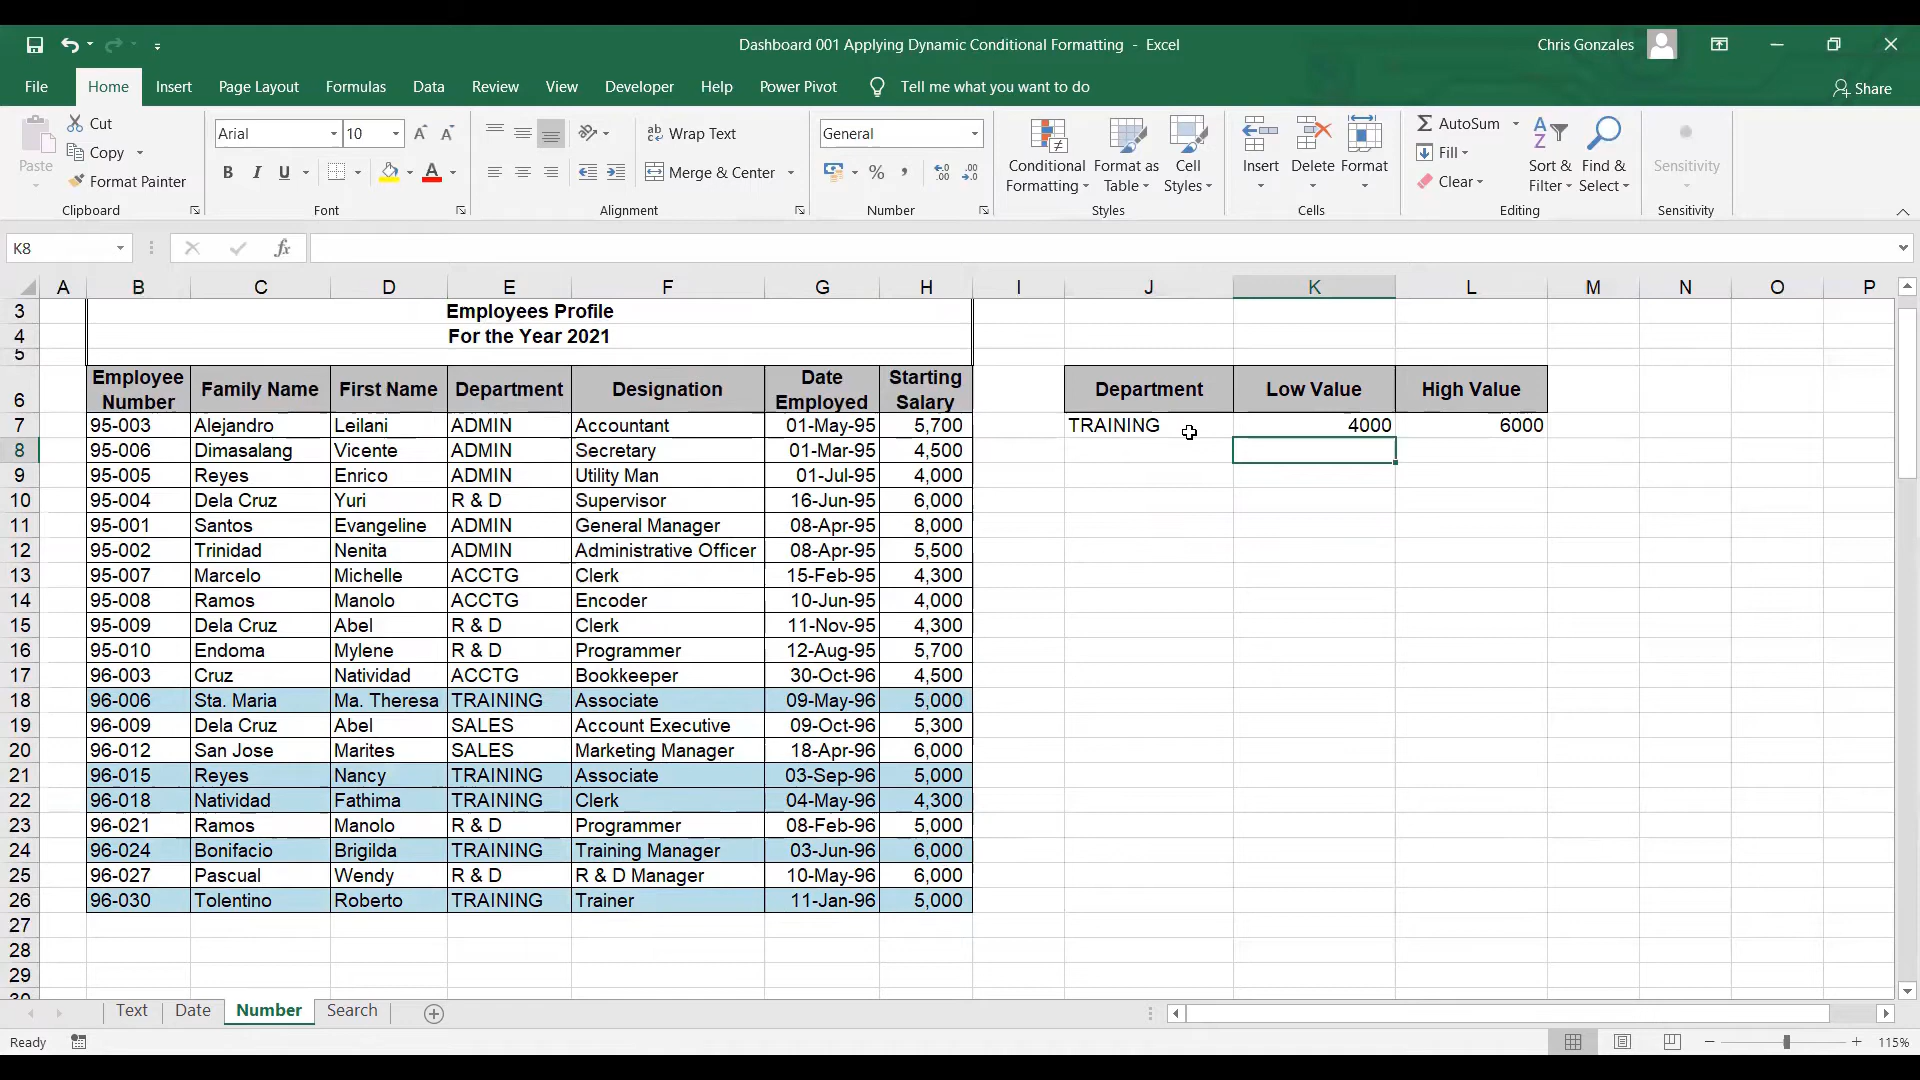 Dashboard 001 Applying Dynamic Conditional Formatting - Excel
Chris Gonzales
File Home Insert Page Layout Formulas Data Review View Developer Help Power Pivot Tell me what you want to do Share
Paste
Cut
Copy
Format Painter
Clipboard
Arial 10
B I U A
Font
Wrap Text
Merge & Center
Alignment
General
%
Number
Conditional Formatting
Format as Table
Cell Styles
Styles
Insert Delete Format
Cells
AutoSum
Fill
Clear
Sort & Filter
Find & Select
Editing
Sensitivity
Sensitivity
K8 fx
A B C D E F G H I J K L M N O P
3 Employees Profile
4 For the Year 2021
5
6 Employee Number Family Name First Name Department Designation Date Employed Starting Salary Department Low Value High Value
7 95-003 Alejandro Leilani ADMIN Accountant 01-May-95 5,700 TRAINING 4000 6000
8 95-006 Dimasalang Vicente ADMIN Secretary 01-Mar-95 4,500
9 95-005 Reyes Enrico ADMIN Utility Man 01-Jul-95 4,000
10 95-004 Dela Cruz Yuri R & D Supervisor 16-Jun-95 6,000
11 95-001 Santos Evangeline ADMIN General Manager 08-Apr-95 8,000
12 95-002 Trinidad Nenita ADMIN Administrative Officer 08-Apr-95 5,500
13 95-007 Marcelo Michelle ACCTG Clerk 15-Feb-95 4,300
14 95-008 Ramos Manolo ACCTG Encoder 10-Jun-95 4,000
15 95-009 Dela Cruz Abel R & D Clerk 11-Nov-95 4,300
16 95-010 Endoma Mylene R & D Programmer 12-Aug-95 5,700
17 96-003 Cruz Natividad ACCTG Bookkeeper 30-Oct-96 4,500
18 96-006 Sta. Maria Ma. Theresa TRAINING Associate 09-May-96 5,000
19 96-009 Dela Cruz Abel SALES Account Executive 09-Oct-96 5,300
20 96-012 San Jose Marites SALES Marketing Manager 18-Apr-96 6,000
21 96-015 Reyes Nancy TRAINING Associate 03-Sep-96 5,000
22 96-018 Natividad Fathima TRAINING Clerk 04-May-96 4,300
23 96-021 Ramos Manolo R & D Programmer 08-Feb-96 5,000
24 96-024 Bonifacio Brigilda TRAINING Training Manager 03-Jun-96 6,000
25 96-027 Pascual Wendy R & D R & D Manager 10-May-96 6,000
26 96-030 Tolentino Roberto TRAINING Trainer 11-Jan-96 5,000
27
28
29
30
Text Date Number Search
Ready
115%